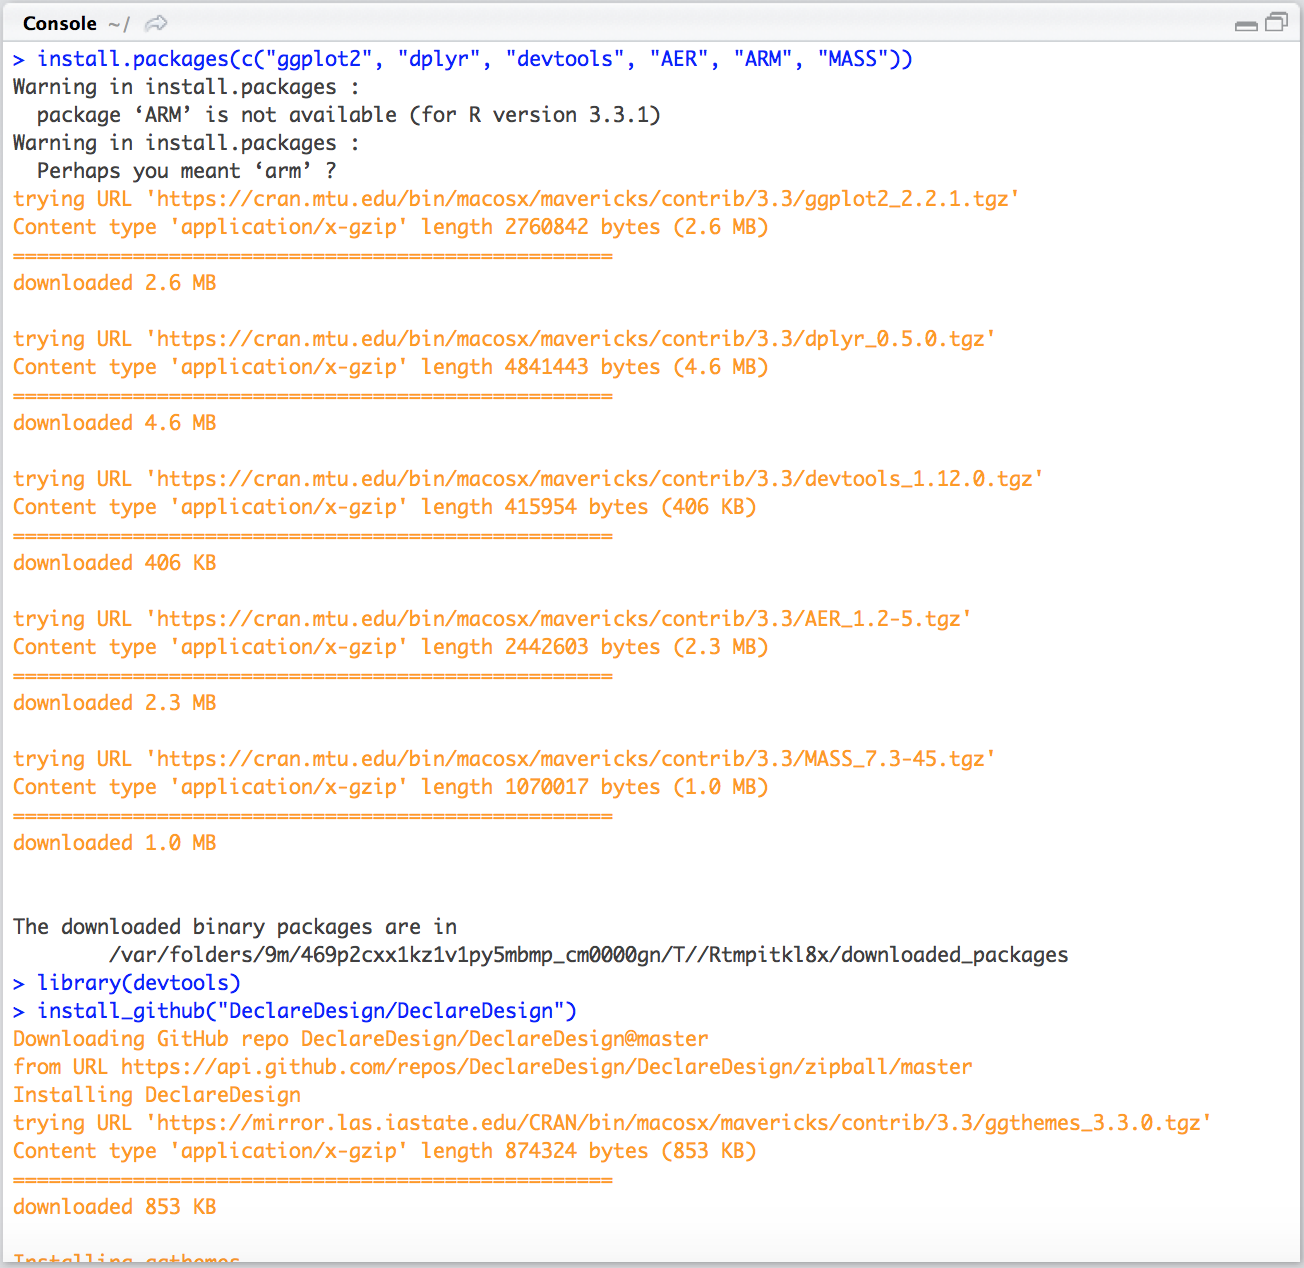 Console ~/
> install.packages(c("ggplot2", "dplyr", "devtools", "AER", "ARM", "MASS"))
Warning in install.packages :
  package ‘ARM’ is not available (for R version 3.3.1)
Warning in install.packages :
  Perhaps you meant ‘arm’ ?
trying URL 'https://cran.mtu.edu/bin/macosx/mavericks/contrib/3.3/ggplot2_2.2.1.tgz'
Content type 'application/x-gzip' length 2760842 bytes (2.6 MB)
==================================================
downloaded 2.6 MB

trying URL 'https://cran.mtu.edu/bin/macosx/mavericks/contrib/3.3/dplyr_0.5.0.tgz'
Content type 'application/x-gzip' length 4841443 bytes (4.6 MB)
==================================================
downloaded 4.6 MB

trying URL 'https://cran.mtu.edu/bin/macosx/mavericks/contrib/3.3/devtools_1.12.0.tgz'
Content type 'application/x-gzip' length 415954 bytes (406 KB)
==================================================
downloaded 406 KB

trying URL 'https://cran.mtu.edu/bin/macosx/mavericks/contrib/3.3/AER_1.2-5.tgz'
Content type 'application/x-gzip' length 2442603 bytes (2.3 MB)
==================================================
downloaded 2.3 MB

trying URL 'https://cran.mtu.edu/bin/macosx/mavericks/contrib/3.3/MASS_7.3-45.tgz'
Content type 'application/x-gzip' length 1070017 bytes (1.0 MB)
==================================================
downloaded 1.0 MB


The downloaded binary packages are in
        /var/folders/9m/469p2cxx1kz1v1py5mbmp_cm0000gn/T//Rtmpitkl8x/downloaded_packages
> library(devtools)
> install_github("DeclareDesign/DeclareDesign")
Downloading GitHub repo DeclareDesign/DeclareDesign@master
from URL https://api.github.com/repos/DeclareDesign/DeclareDesign/zipball/master
Installing DeclareDesign
trying URL 'https://mirror.las.iastate.edu/CRAN/bin/macosx/mavericks/contrib/3.3/ggthemes_3.3.0.tgz'
Content type 'application/x-gzip' length 874324 bytes (853 KB)
==================================================
downloaded 853 KB

Installing ggthemes